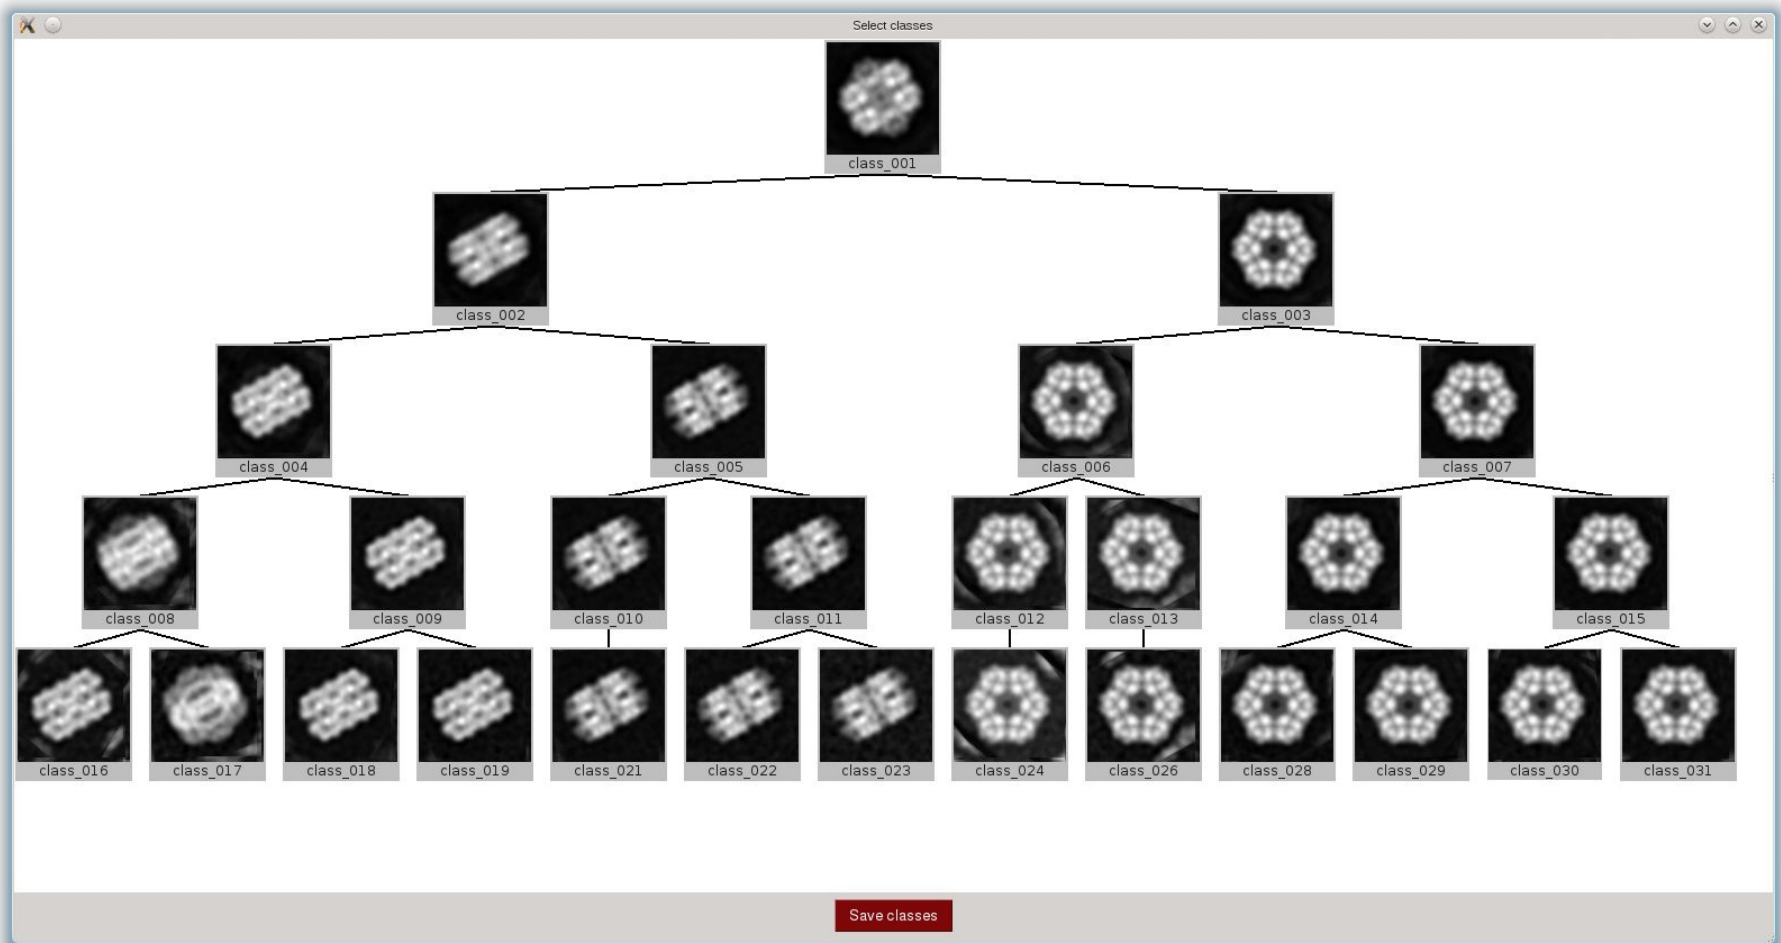 Select classes
class_001
class_002
class_003
class_004
class_005
class_006
class_007
class_008
class_009
class_010
class_011
class_012
class_013
class_014
class_015
class_016
class_017
class_018
class_019
class_021
class_022
class_023
class_024
class_026
class_028
class_029
class_030
class_031
Save classes